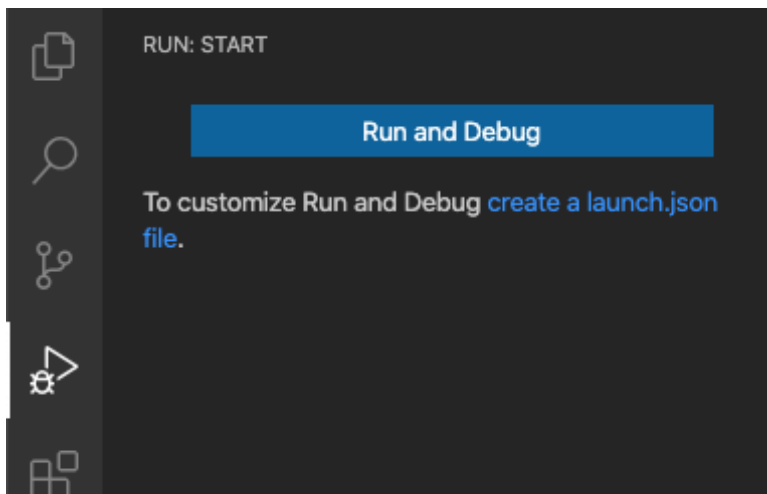 RUN: START
Run and Debug
To customize Run and Debug create a launch.json
file.